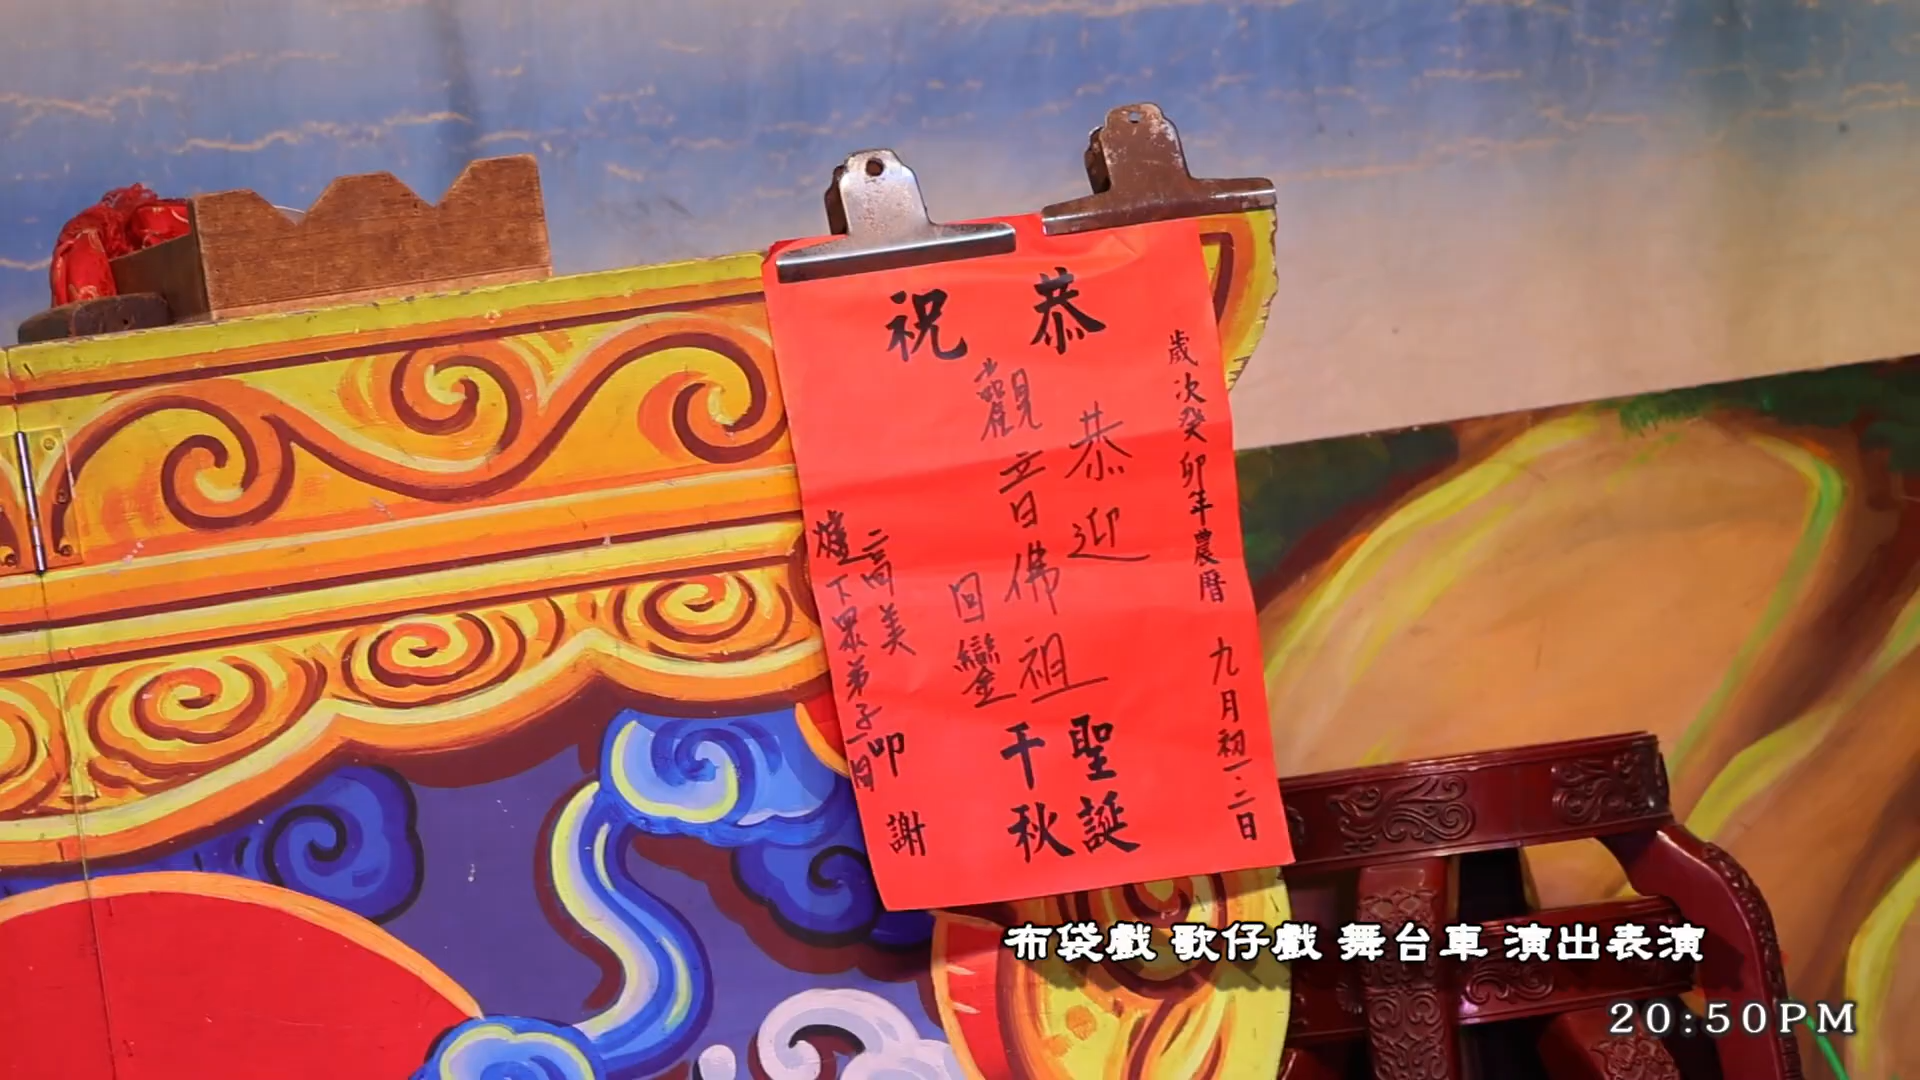 恭祝
歲次癸卯年農曆 九月初一、二日
恭迎
觀音佛祖
回鑾
聖誕
千秋
高美
爐下眾弟子一同
叩謝
布袋戲 歌仔戲 舞台車 演出表演
20:50PM